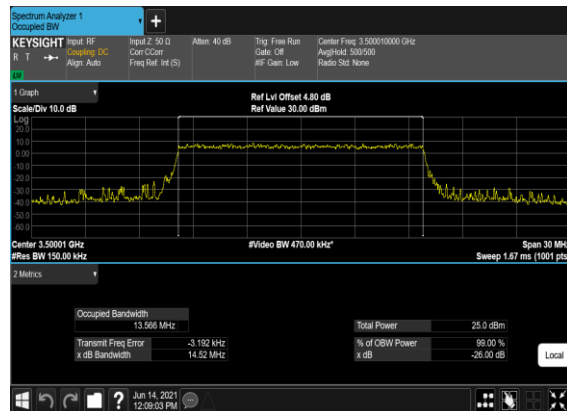 Spectrum Analyzer 1
Occupied BW
KEYSIGHT
R T
LW
Input: RF
Coupling: DC
Align: Auto
Input Z: 50 Ω
Corr CCorr
Freq Ref: Int (S)
Atten: 40 dB
Trig: Free Run
Gate: Off
#IF Gain: Low
Center Freq: 3.500010000 GHz
Avg|Hold: 500/500
Radio Std: None
1 Graph
Scale/Div 10.0 dB
Ref Lvl Offset 4.80 dB
Ref Value 30.00 dBm
Log
20.0
10.0
0.00
-10.0
-20.0
-30.0
-40.0
-50.0
-60.0
Center 3.50001 GHz
#Res BW 150.00 kHz
#Video BW 470.00 kHz*
Span 30 MHz
Sweep 1.67 ms (1001 pts
2 Metrics
Occupied Bandwidth
13.566 MHz
Total Power 25.0 dBm
Transmit Freq Error -3.192 kHz
% of OBW Power 99.00 %
x dB Bandwidth 14.52 MHz
x dB -26.00 dB
Local
?
Jun 14, 2021
12:09:03 PM